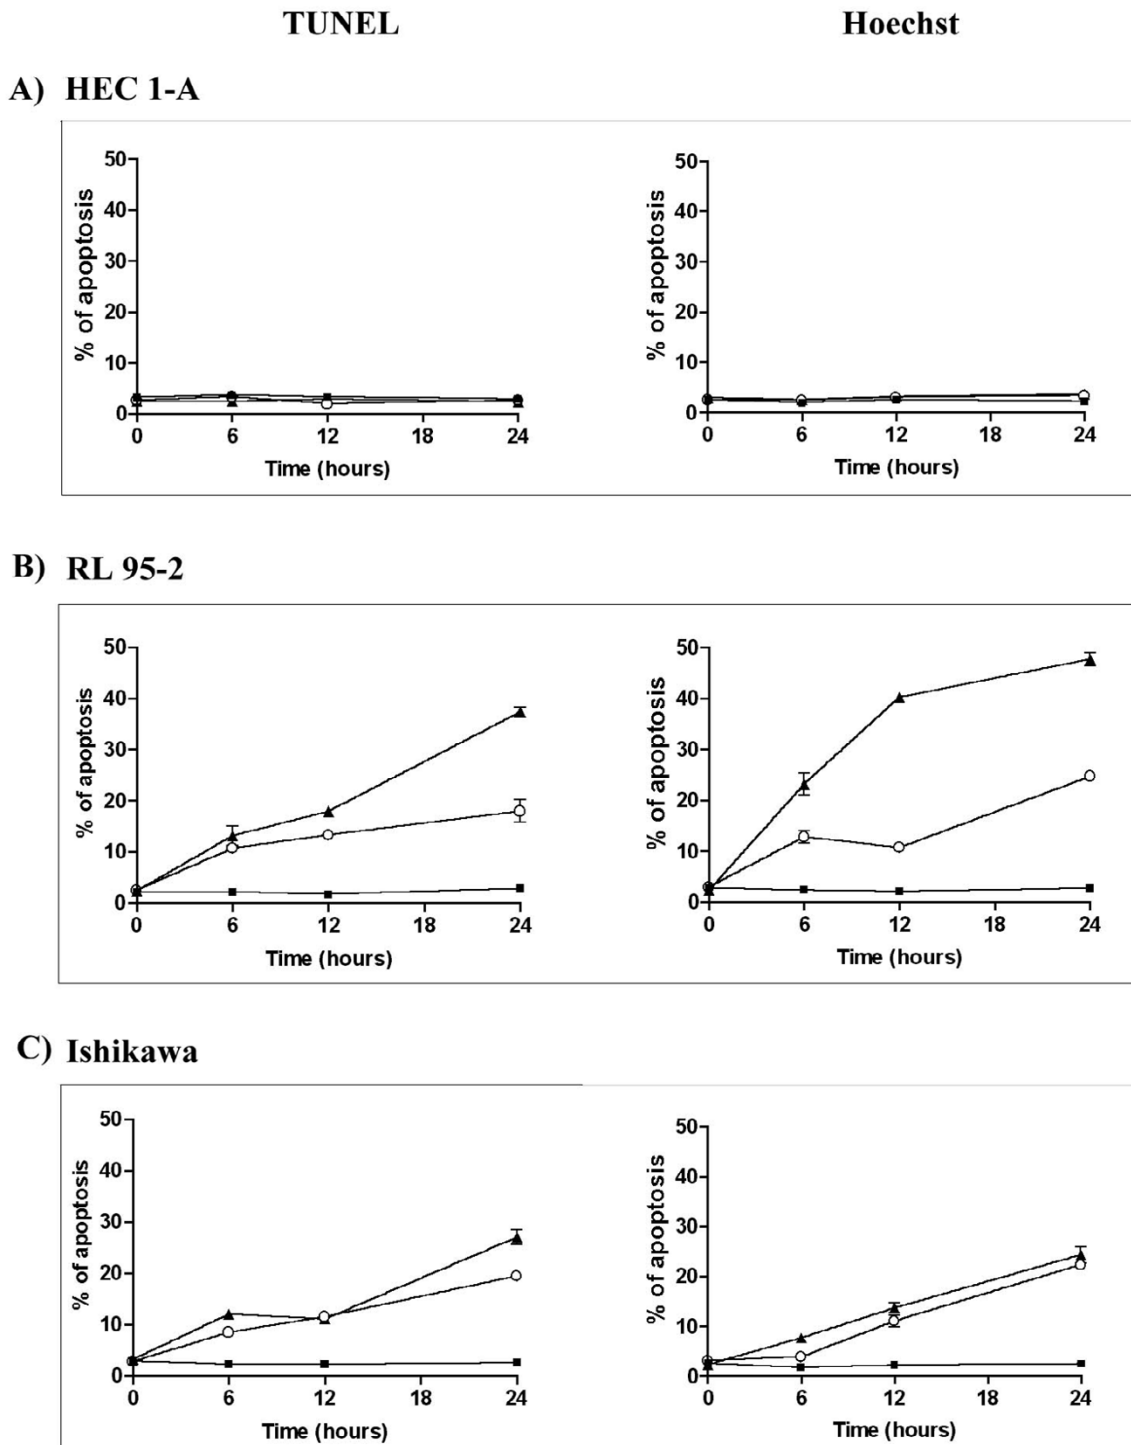 TUNEL Hoechst
A) HEC 1-A
50 50
40 40
30 30
20 20
10 10
0 0
% of apoptosis % of apoptosis
0 6 12 18 24 0 6 12 18 24
Time (hours) Time (hours)
B) RL 95-2
50 50
40 40
30 30
20 20
10 10
0 0
% of apoptosis % of apoptosis
0 6 12 18 24 0 6 12 18 24
Time (hours) Time (hours)
C) Ishikawa
50 50
40 40
30 30
20 20
10 10
0 0
% of apoptosis % of apoptosis
0 6 12 18 24 0 6 12 18 24
Time (hours) Time (hours)